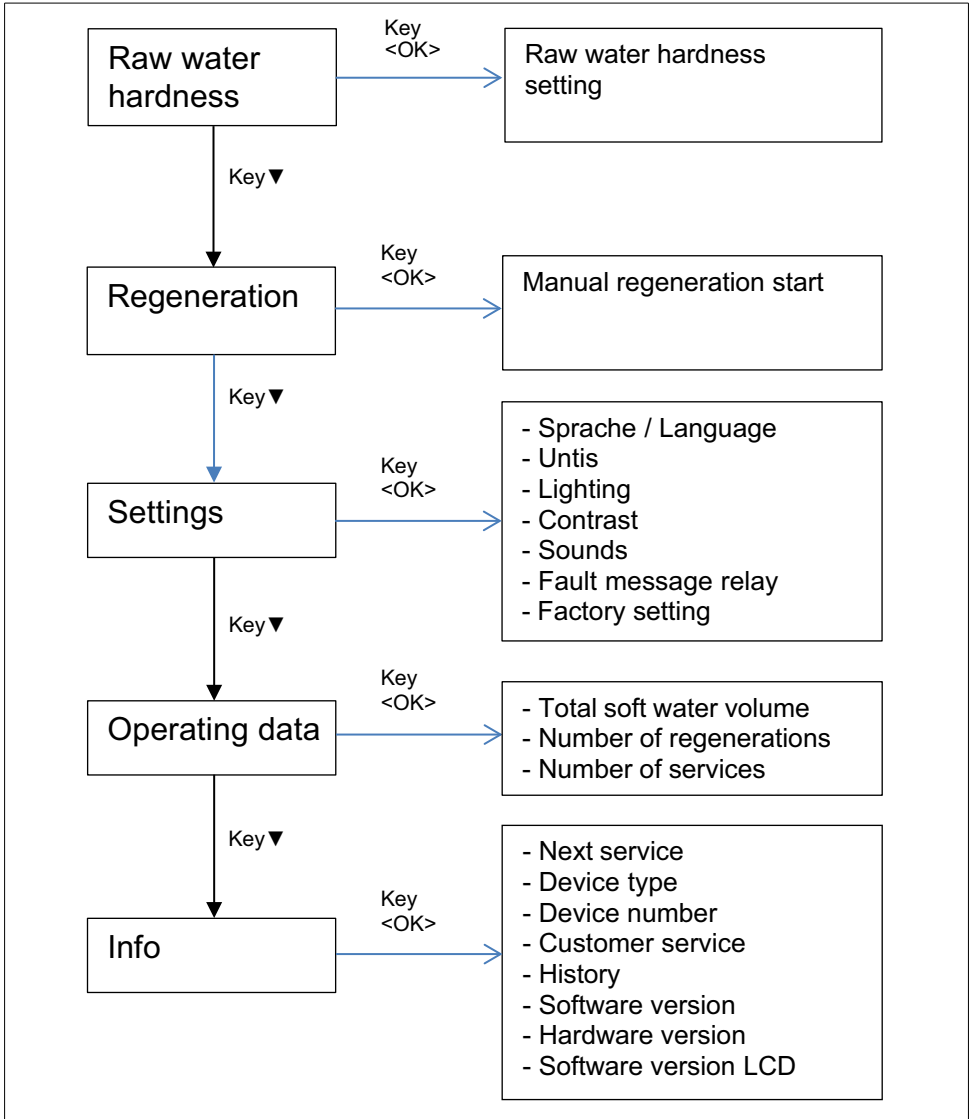 Raw water
hardness
Key
<OK>
Raw water hardness
setting
Key▼
Regeneration
Key
<OK>
Manual regeneration start
Key▼
Settings
Key
<OK>
- Sprache / Language
- Untis
- Lighting
- Contrast
- Sounds
- Fault message relay
- Factory setting
Key▼
Operating data
Key
<OK>
- Total soft water volume
- Number of regenerations
- Number of services
Key▼
Info
Key
<OK>
- Next service
- Device type
- Device number
- Customer service
- History
- Software version
- Hardware version
- Software version LCD